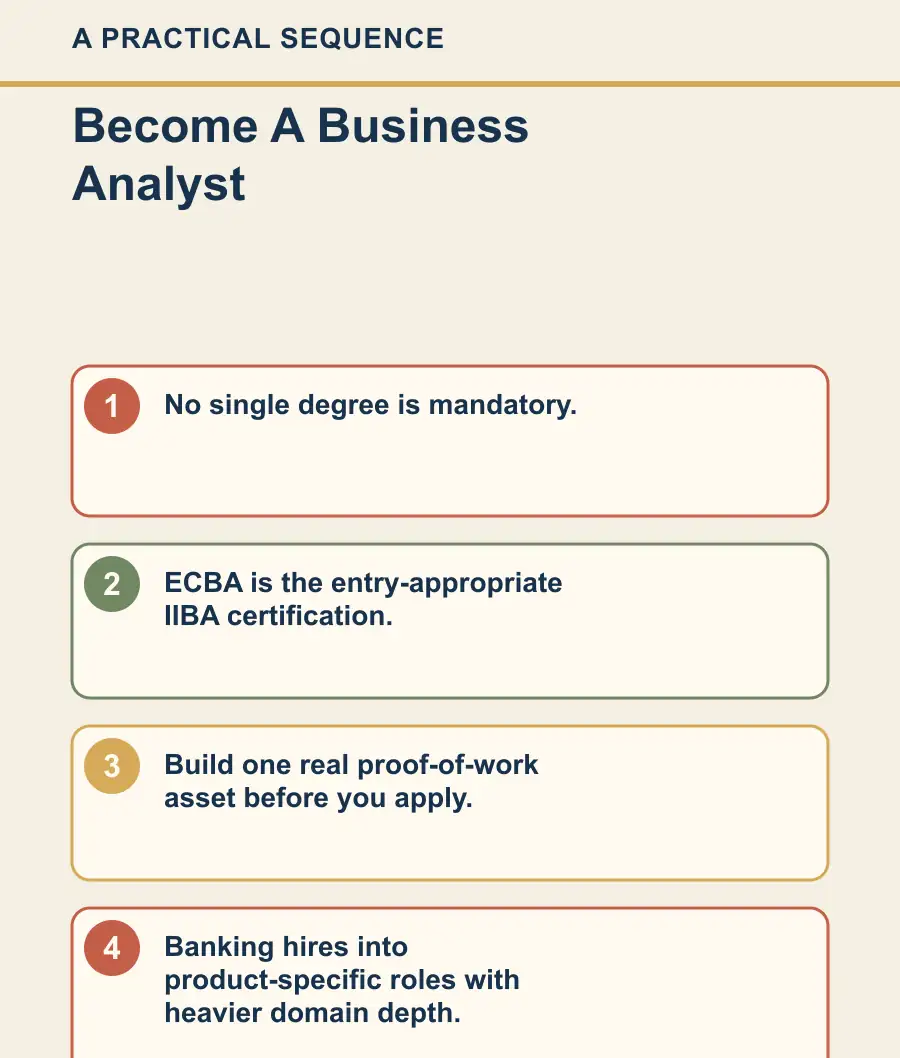 A PRACTICAL SEQUENCE
Become A Business
Analyst
1
No single degree is mandatory.
2
ECBA is the entry-appropriate
IIBA certification.
3
Build one real proof-of-work
asset before you apply.
4
Banking hires into
product-specific roles with
heavier domain depth.